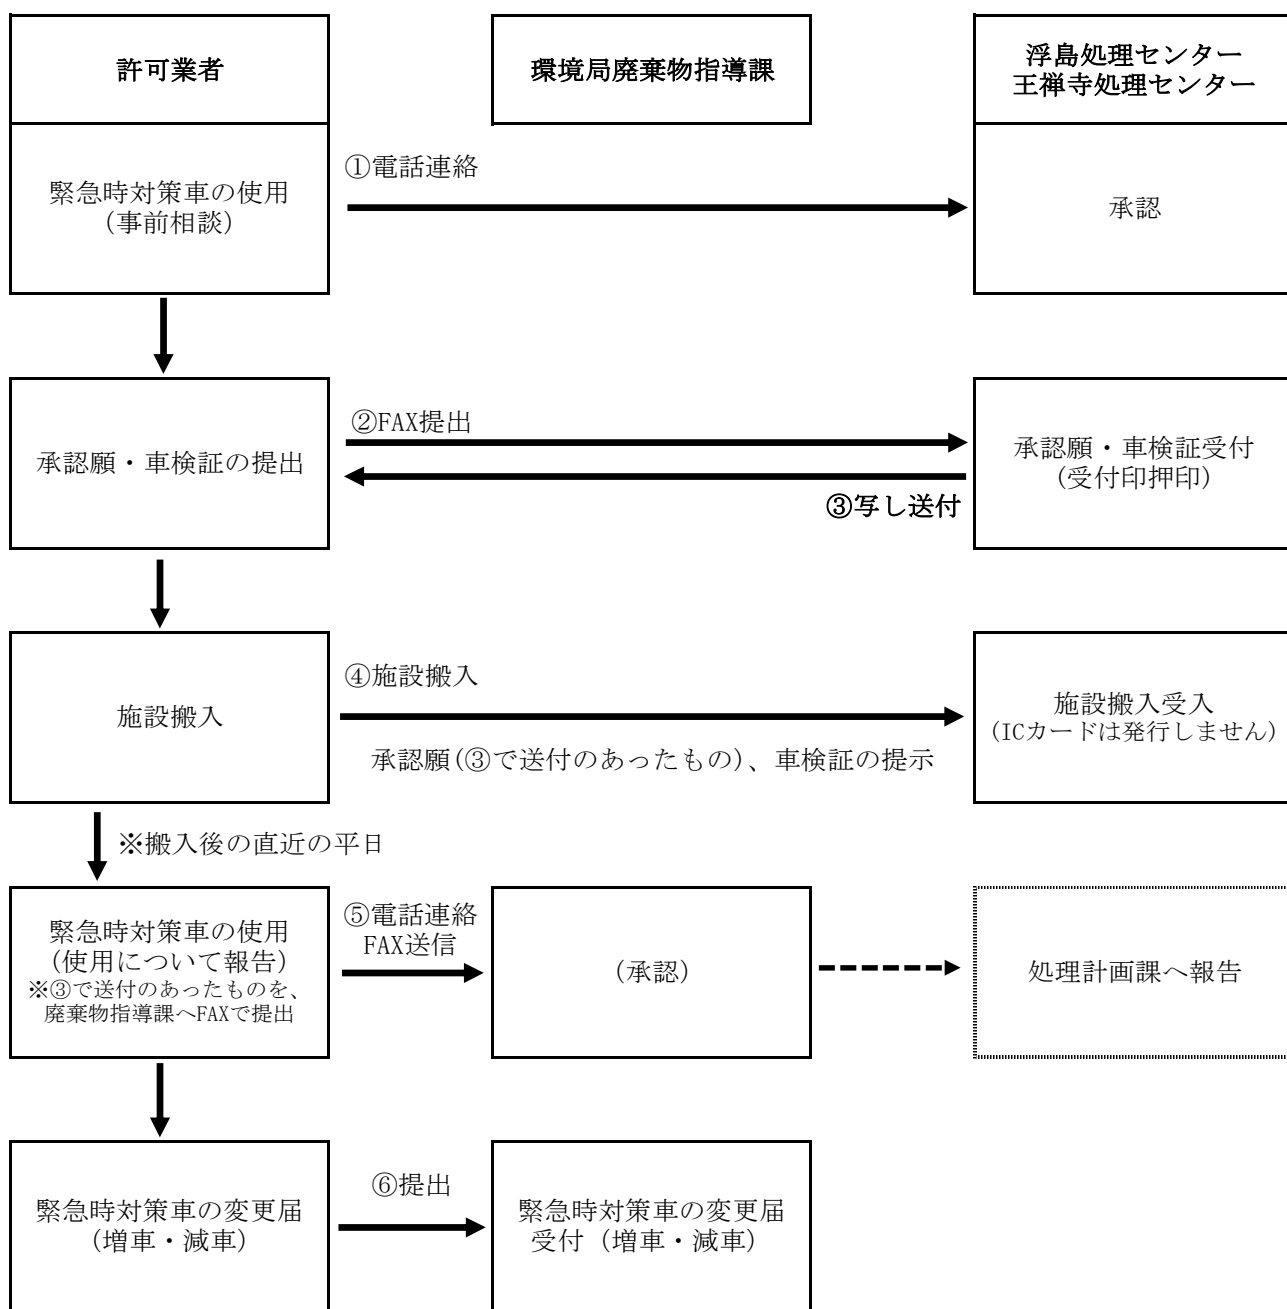 許可業者
環境局廃棄物指導課
浮島処理センター
王禅寺処理センター
緊急時対策車の使用
(事前相談)
①電話連絡
承認
承認願・車検証の提出
②FAX提出
③写し送付
承認願・車検証受付
(受付印押印)
施設搬入
④施設搬入
承認願(③で送付のあったもの)、車検証の提示
施設搬入受入
(ICカードは発行しません)
※搬入後の直近の平日
緊急時対策車の使用
(使用について報告)
※③で送付のあったものを、
廃棄物指導課へFAXで提出
⑤電話連絡
FAX送信
(承認)
処理計画課へ報告
緊急時対策車の変更届
(増車・減車)
⑥提出
緊急時対策車の変更届
受付(増車・減車)